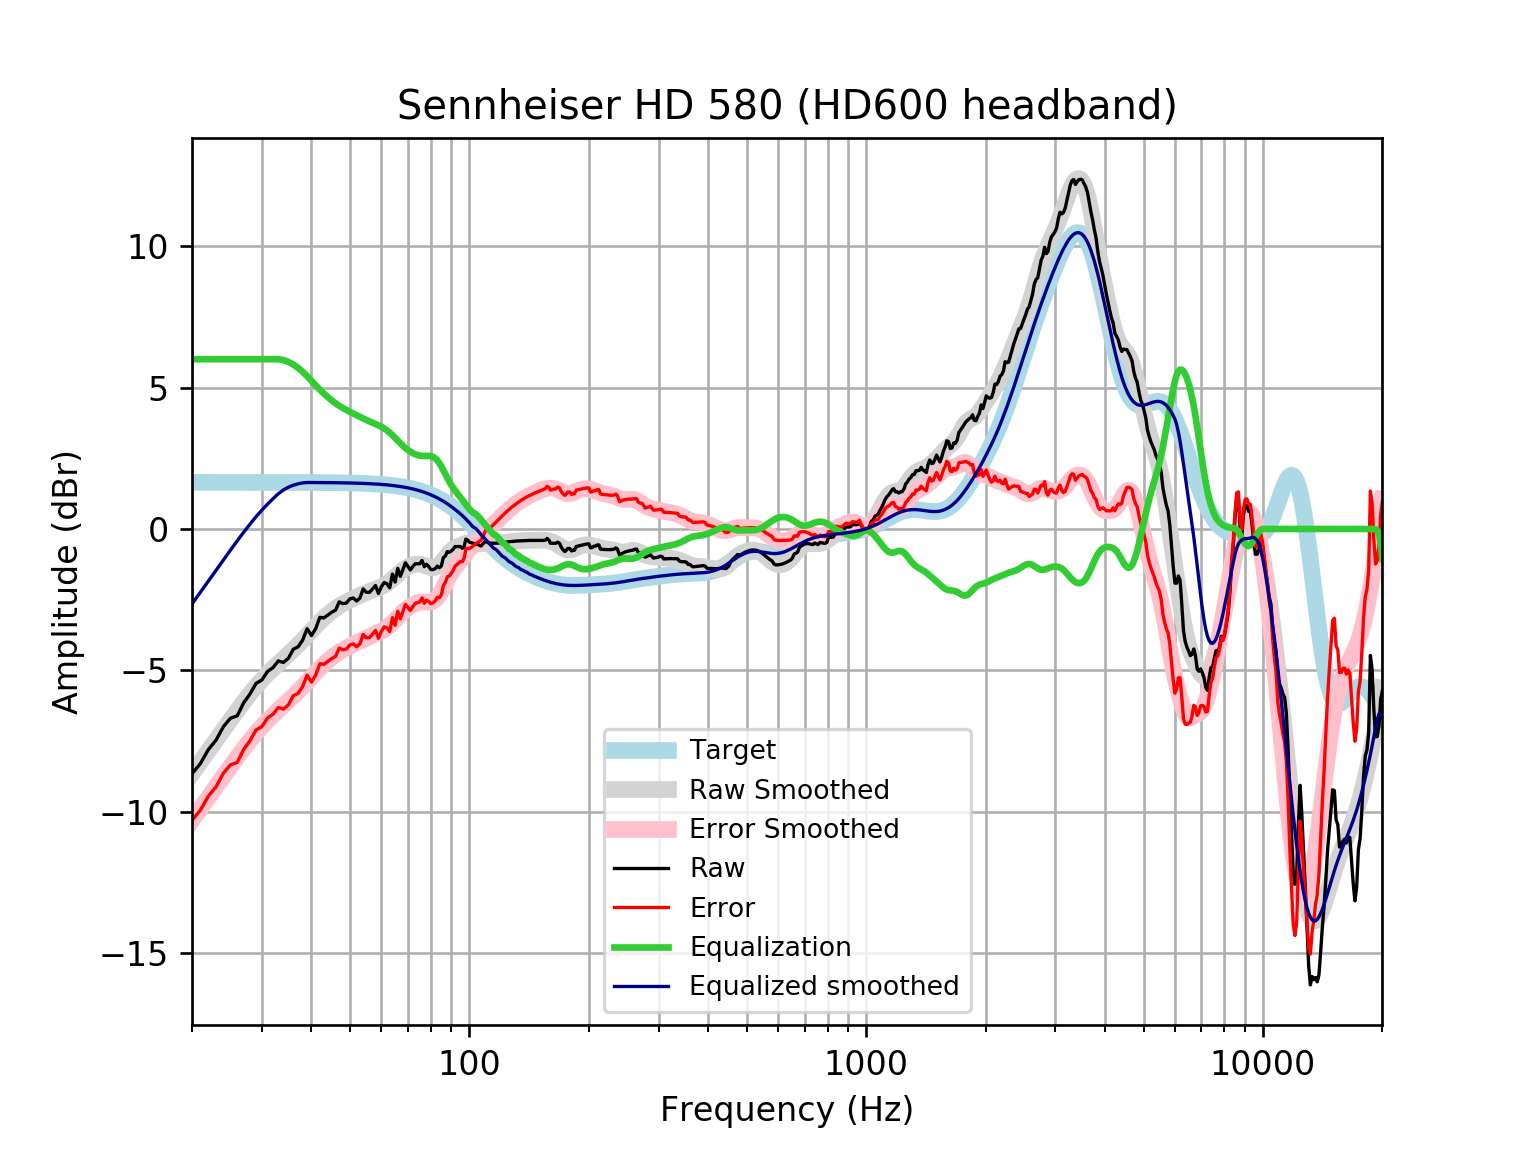 Sennheiser HD 580 (HD600 headband)
Amplitude (dBr)
10
5
0
−5
−10
−15
Target
Raw Smoothed
Error Smoothed
Raw
Error
Equalization
Equalized smoothed
100 1000 10000
Frequency (Hz)